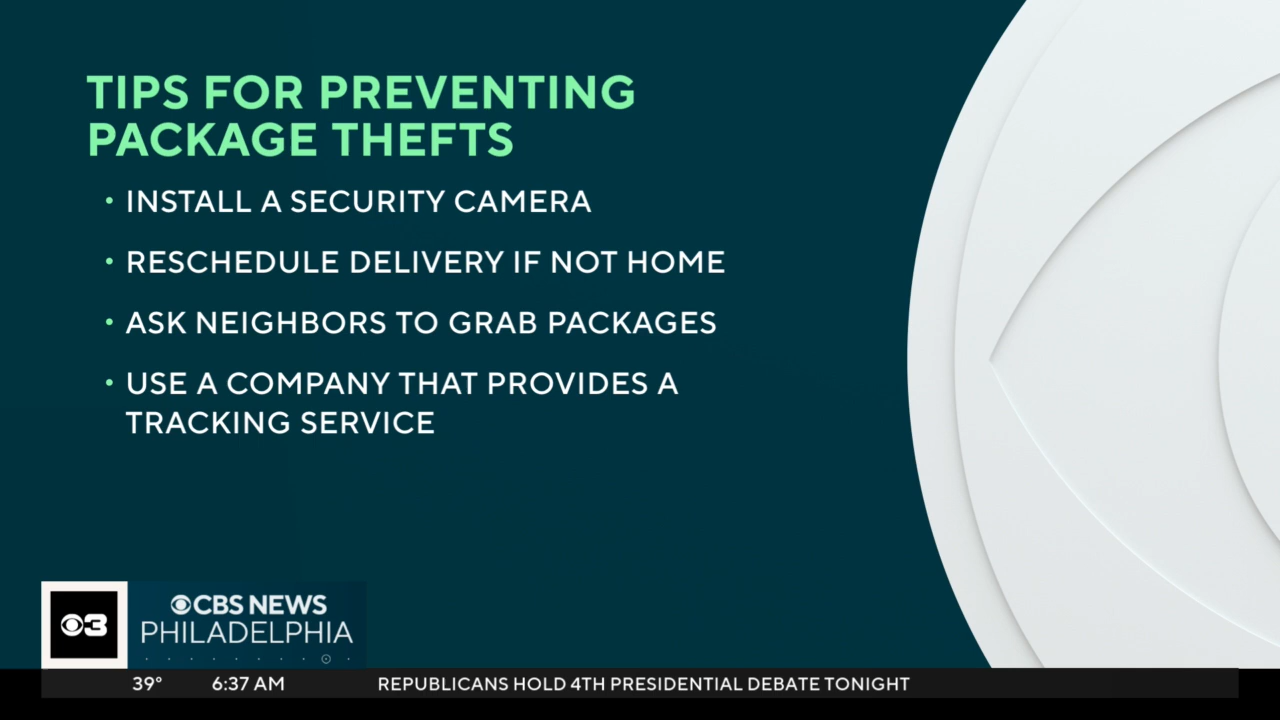 TIPS FOR PREVENTING
PACKAGE THEFTS
• INSTALL A SECURITY CAMERA
• RESCHEDULE DELIVERY IF NOT HOME
• ASK NEIGHBORS TO GRAB PACKAGES
• USE A COMPANY THAT PROVIDES A
TRACKING SERVICE
3
CBS NEWS
PHILADELPHIA
39° 6:37 AM REPUBLICANS HOLD 4TH PRESIDENTIAL DEBATE TONIGHT